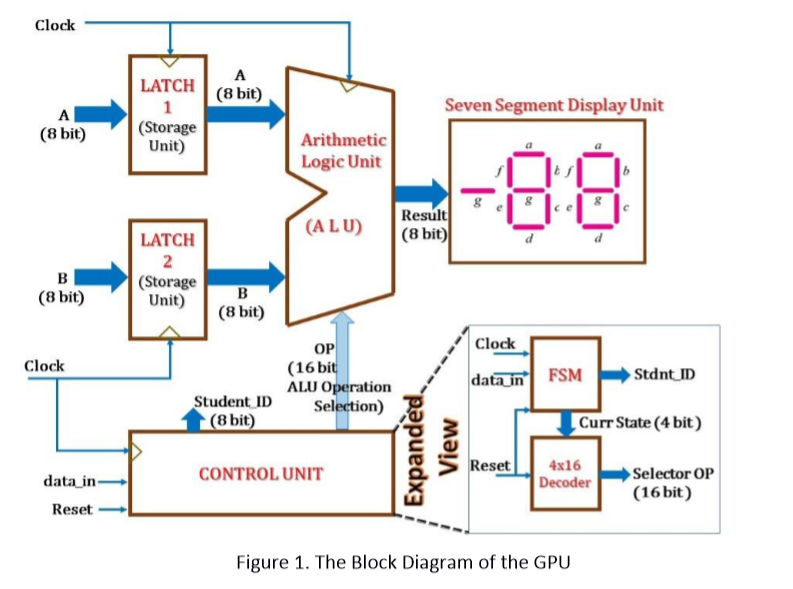 Clock
LATCH
1
(Storage
Unit)
A
(8 bit)
A
(8 bit)
Arithmetic
Logic Unit
(A L U)
Seven Segment Display Unit
a
a
f
b
f
b
g
g
g
e
c
e
c
d
d
Result
(8 bit)
LATCH
2
(Storage
Unit)
B
(8 bit)
B
(8 bit)
Clock
OP
(16 bit
ALU Operation
Selection)
Student_ID
(8 bit)
CONTROL UNIT
data_in
Reset
Expanded
View
Clock
data_in
FSM
Stdnt_ID
Curr State (4 bit)
Reset
4x16
Decoder
Selector OP
(16 bit)
Figure 1. The Block Diagram of the GPU